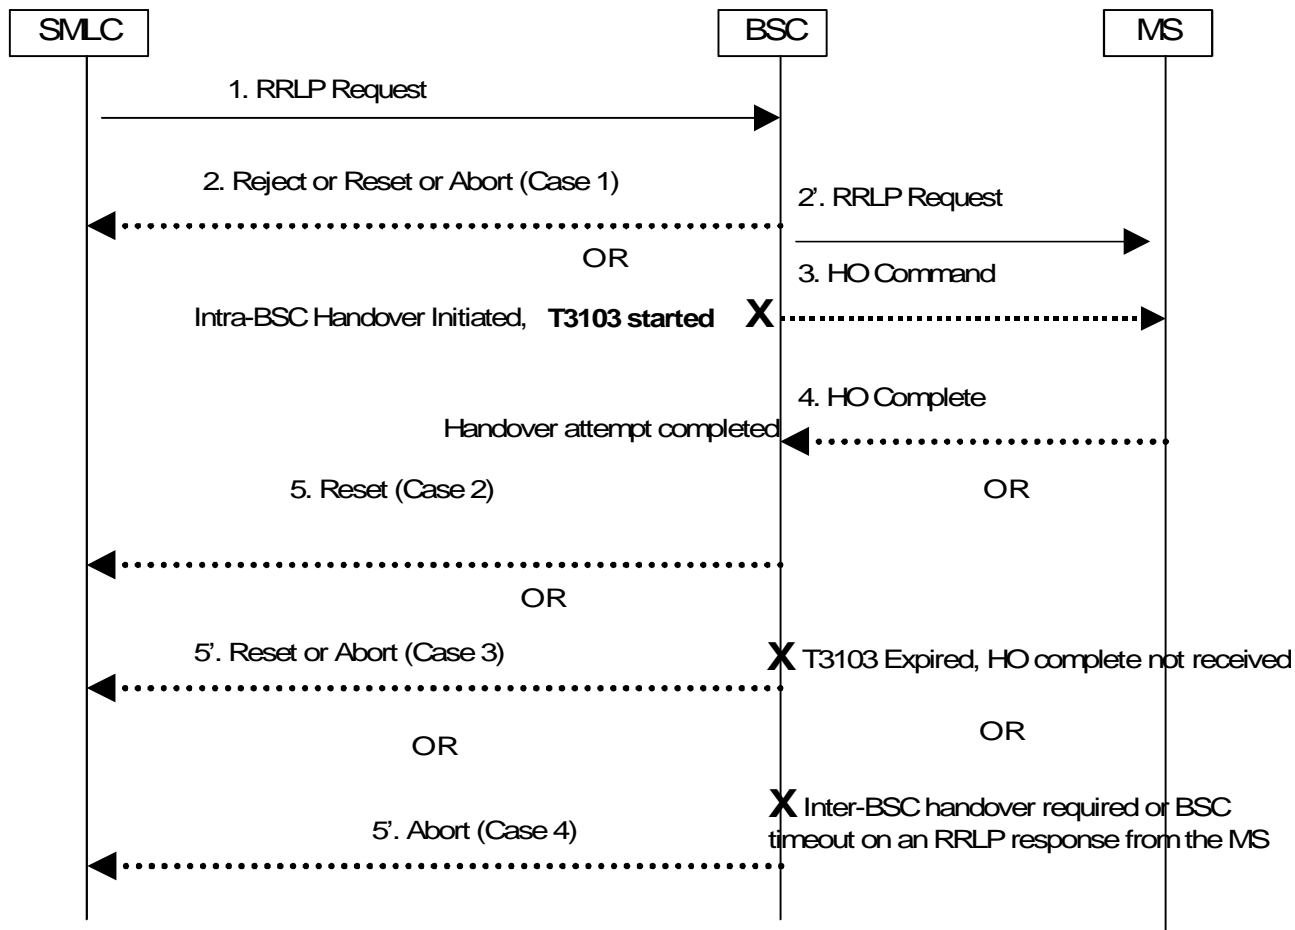 SMLC
BSC
MS
1. RRLP Request
2. Reject or Reset or Abort (Case 1)
2'. RRLP Request
OR
3. HO Command
Intra-BSC Handover Initiated, T3103 started X
4. HO Complete
Handover attempt completed
5. Reset (Case 2)
OR
OR
5'. Reset or Abort (Case 3)
X T3103 Expired, HO complete not received
OR
OR
X Inter-BSC handover required or BSC
timeout on an RRLP response from the MS
5'. Abort (Case 4)